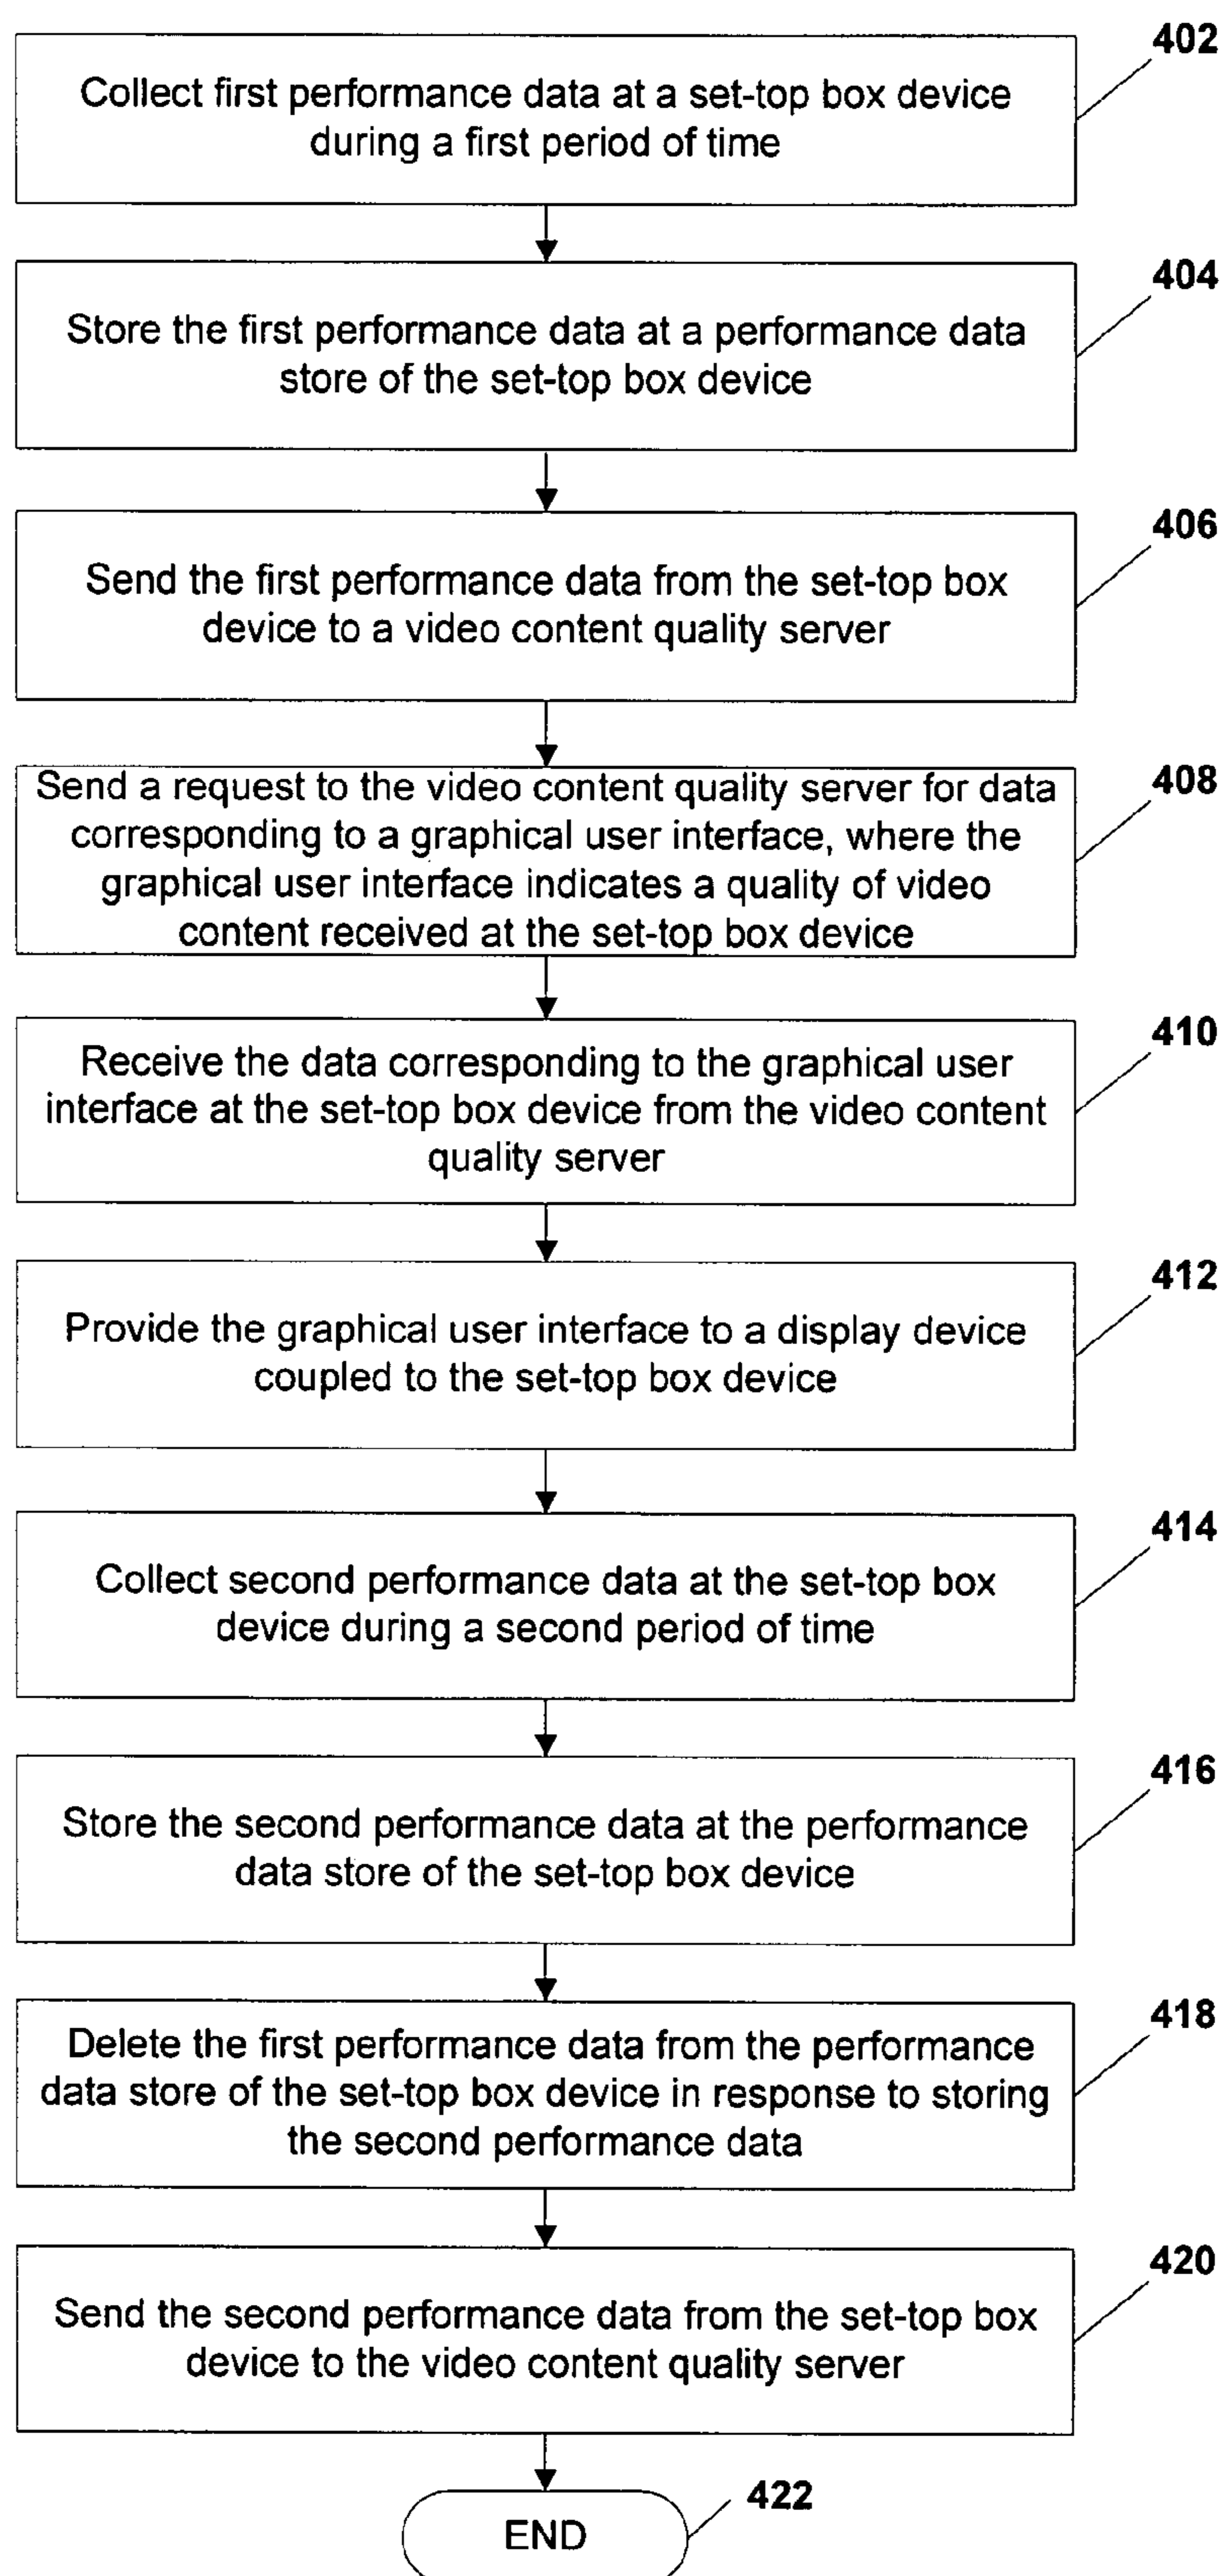 402
Collect first performance data at a set-top box device
during a first period of time
404
Store the first performance data at a performance data
store of the set-top box device
406
Send the first performance data from the set-top box
device to a video content quality server
408
Send a request to the video content quality server for data
corresponding to a graphical user interface, where the
graphical user interface indicates a quality of video
content received at the set-top box device
410
Receive the data corresponding to the graphical user
interface at the set-top box device from the video content
quality server
412
Provide the graphical user interface to a display device
coupled to the set-top box device
414
Collect second performance data at the set-top box
device during a second period of time
416
Store the second performance data at the performance
data store of the set-top box device
418
Delete the first performance data from the performance
data store of the set-top box device in response to storing
the second performance data
420
Send the second performance data from the set-top box
device to the video content quality server
422
END